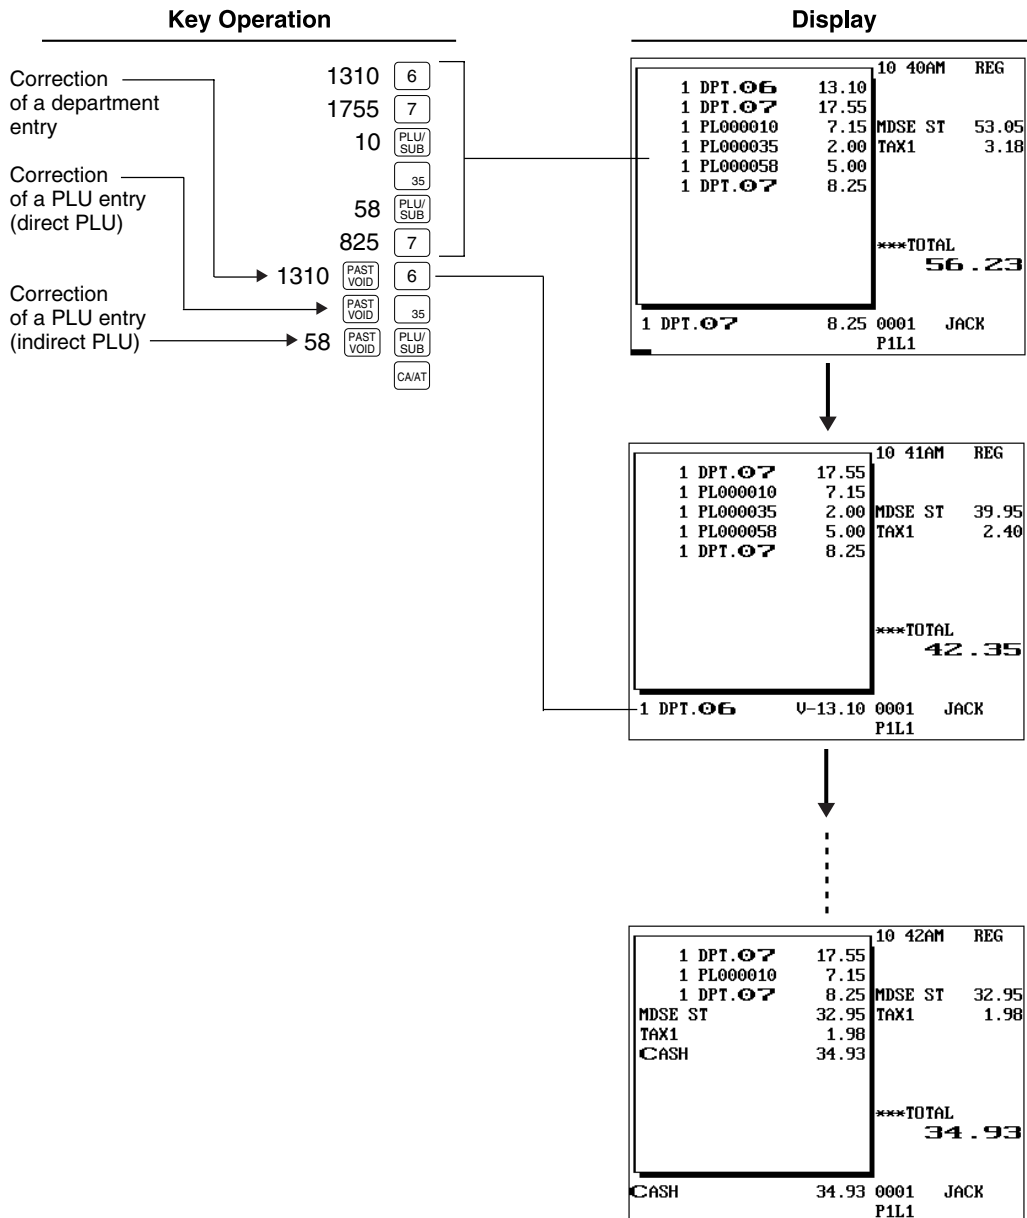 Key Operation
Display
Correction
of a department
entry
Correction
of a PLU entry
(direct PLU)
Correction
of a PLU entry
(indirect PLU)
1310 6
1755 7
10 PLU/SUB
35
58 PLU/SUB
825 7
1310 PAST VOID 6
PAST VOID 35
58 PAST VOID PLU/SUB
CA/AT
10 40AM REG
1 DPT.06 13.10
1 DPT.07 17.55
1 PL000010 7.15 MDSE ST 53.05
1 PL000035 2.00 TAX1 3.18
1 PL000058 5.00
1 DPT.07 8.25
***TOTAL
56.23
1 DPT.07 8.25 0001 JACK
P1L1
10 41AM REG
1 DPT.07 17.55
1 PL000010 7.15
1 PL000035 2.00 MDSE ST 39.95
1 PL000058 5.00 TAX1 2.40
1 DPT.07 8.25
***TOTAL
42.35
1 DPT.06 V-13.10 0001 JACK
P1L1
10 42AM REG
1 DPT.07 17.55
1 PL000010 7.15
1 DPT.07 8.25 MDSE ST 32.95
MDSE ST 32.95 TAX1 1.98
TAX1 1.98
CASH 34.93
***TOTAL
34.93
CASH 34.93 0001 JACK
P1L1